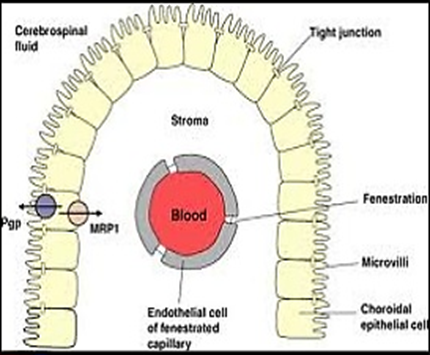 Cerebrospinal
fluid
Tight junction
Stroma
Fenestration
Blood
Pgp
MRP1
Microvilli
Endothelial cell
of fenestrated
capillary
Choroidal
epithelial cell